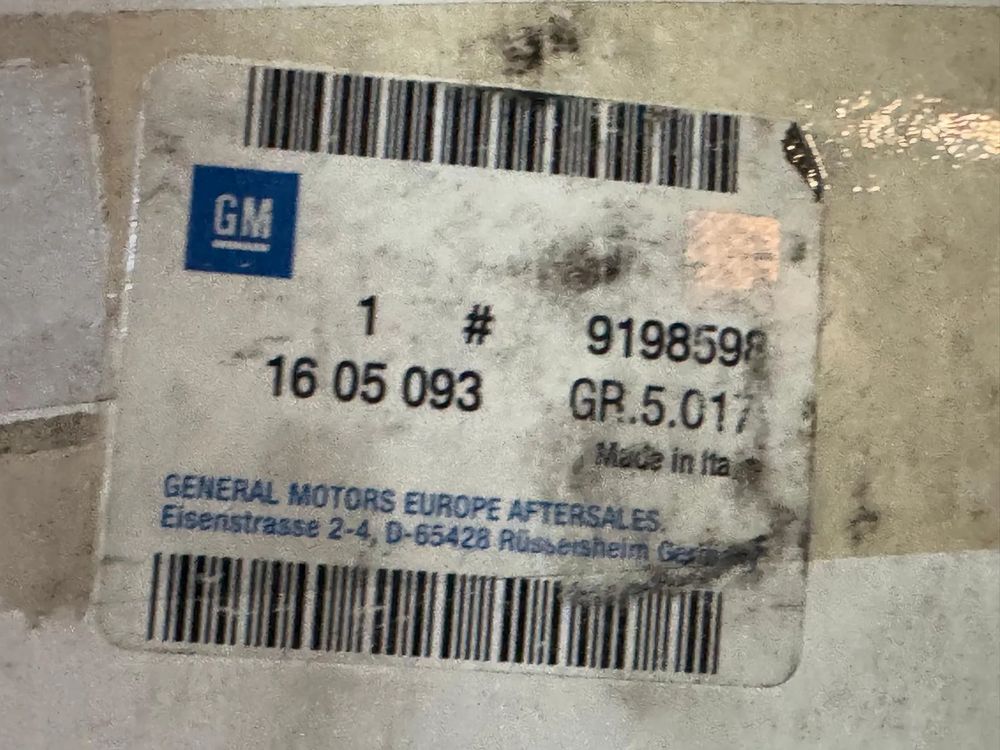 GM
1 # 9198598
16 05 093 GR.5.017
Made in
GENERAL MOTORS EUROPE AFTERSALES.
Eisenstrasse 2-4, D-65428 Rüsselsheim